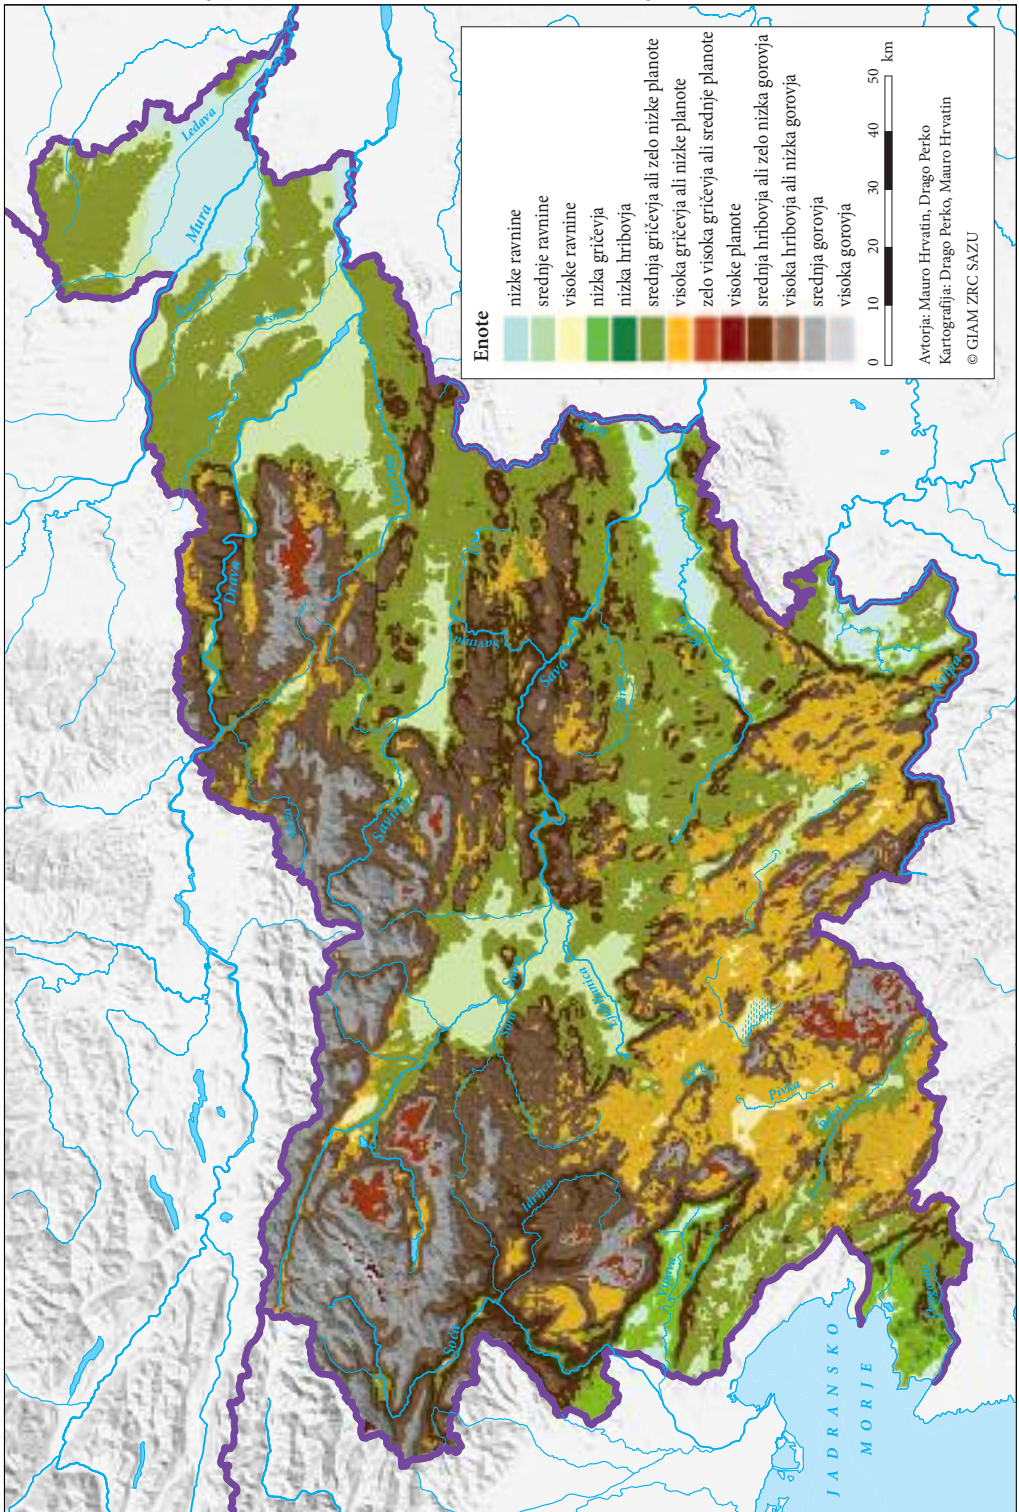 Enote
nizke ravnine
srednje ravnine
visoke ravnine
nizka gričevja
nizka hribovja
srednja gričevja ali zelo nizke planote
visoka gričevja ali nizke planote
zelo visoka gričevja ali srednje planote
visoke planote
srednja hribovja ali zelo nizka gorovja
visoka hribovja ali nizka gorovja
srednja gorovja
visoka gorovja
0 10 20 30 40 50 km
Avtorja: Mauro Hrvatin, Drago Perko
Kartografija: Drago Perko, Mauro Hrvatin
© GIAM ZRC SAZU
Ledava
Mura
Pesnica
Drava
Savinja
Sotla
Sava
Krka
Kolpa
Savinja
Sava
Sora
Ljubljanica
Pivka
Reka
Idrijca
Soča
Vipava
Dragonja
JADRANSKO
MORJE